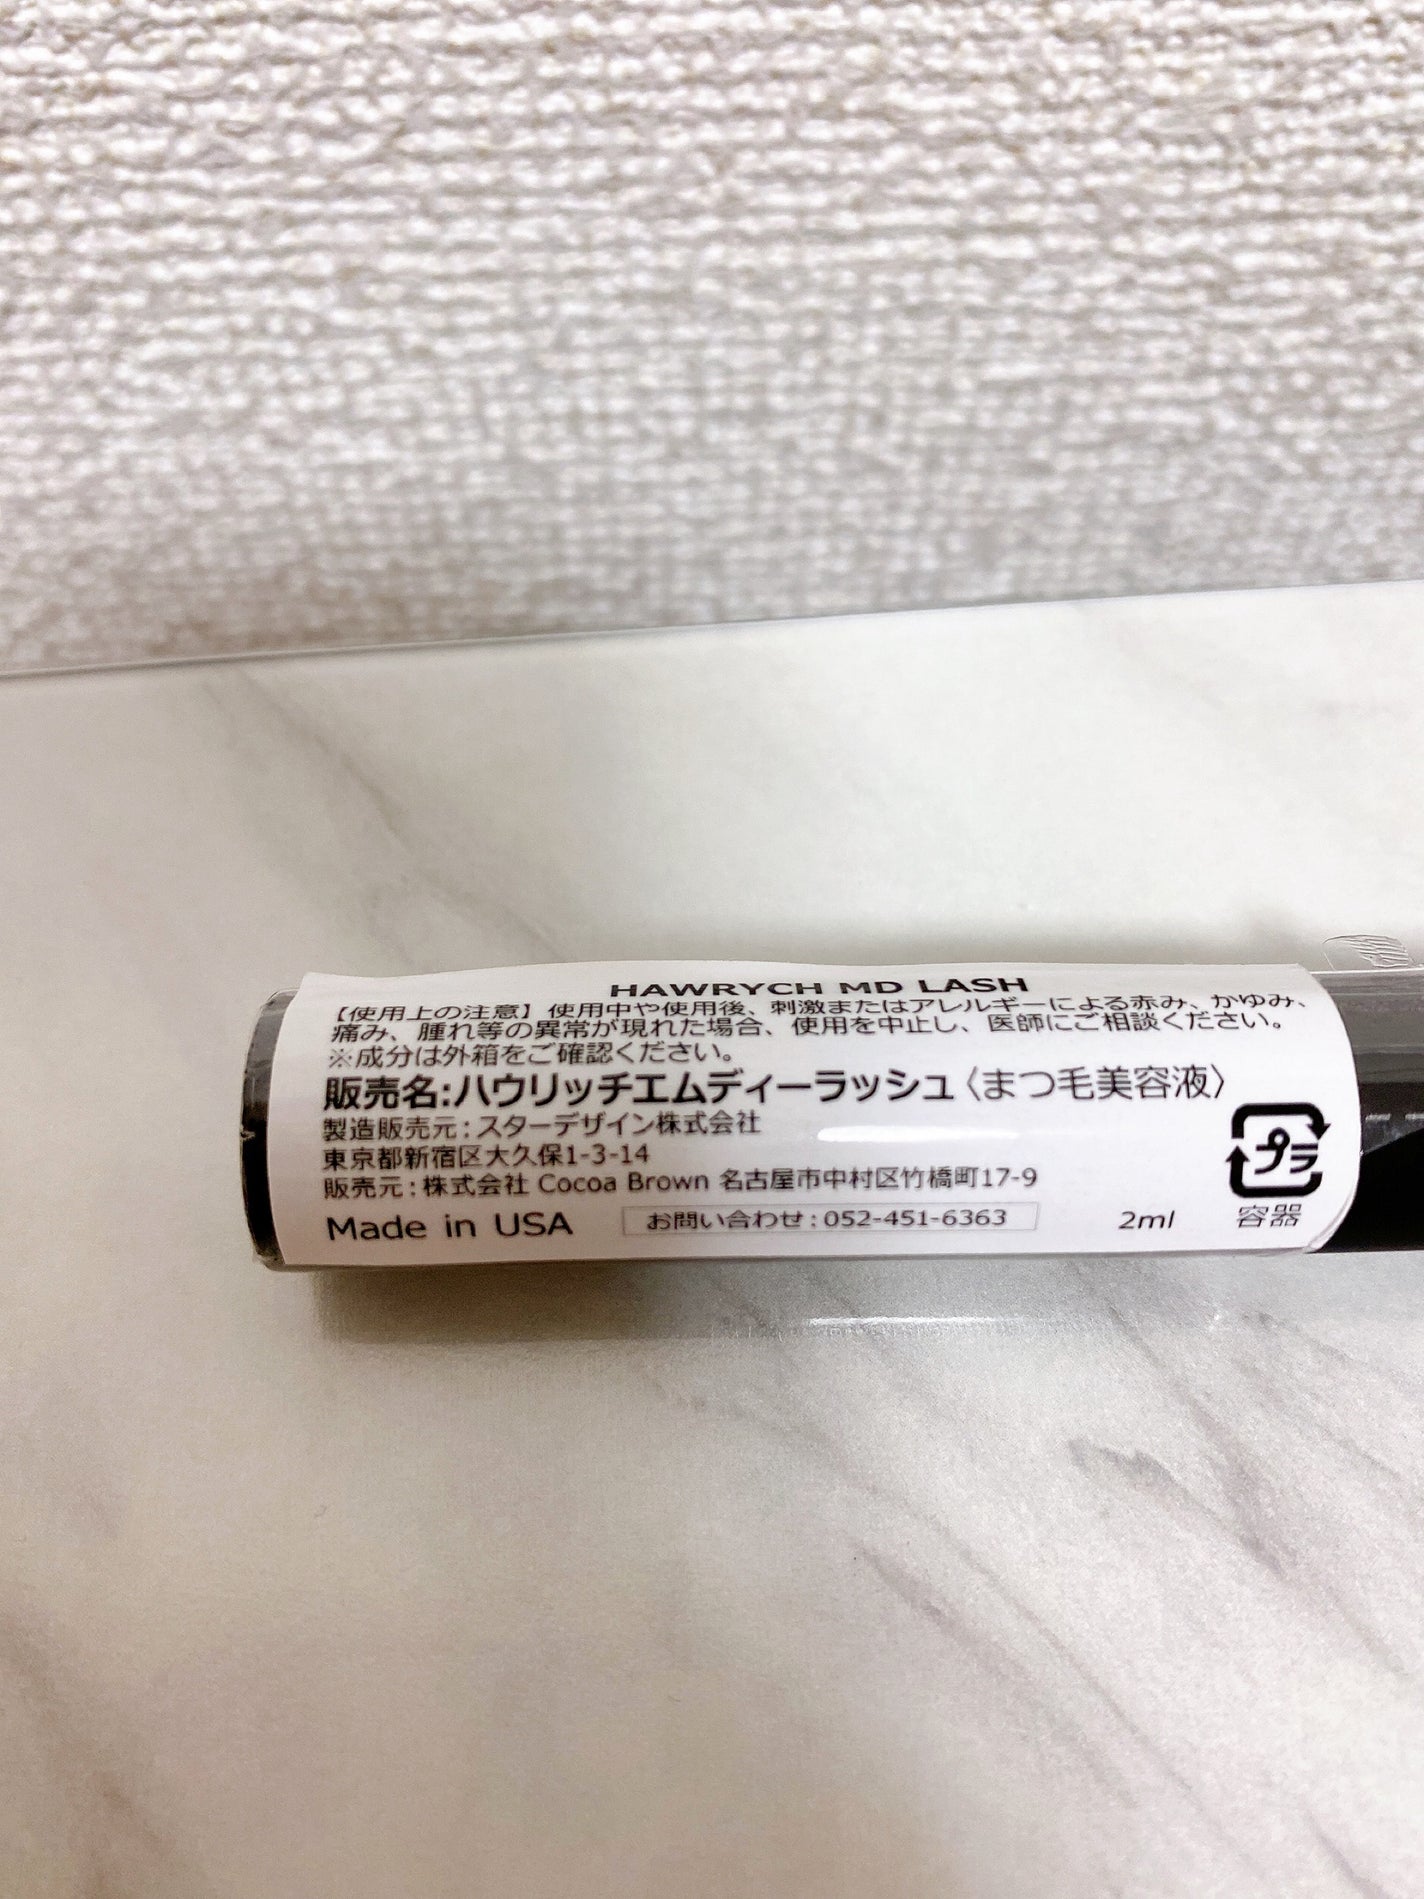 HAWRYCH MD LASH
【使用上の注意】使用中や使用後、刺激またはアレルギーによる赤み、かゆみ、
痛み、腫れ等の異常が現れた場合、使用を中止し、医師にご相談ください。
※成分は外箱をご確認ください。
販売名:ハウリッチエムディーラッシュ〈まつ毛美容液〉
製造販売元:スターデザイン株式会社
東京都新宿区大久保1-3-14
販売元:株式会社 Cocoa Brown 名古屋市中村区竹橋町17-9
Made in USA お問い合わせ:052-451-6363 2ml
プラ
容器